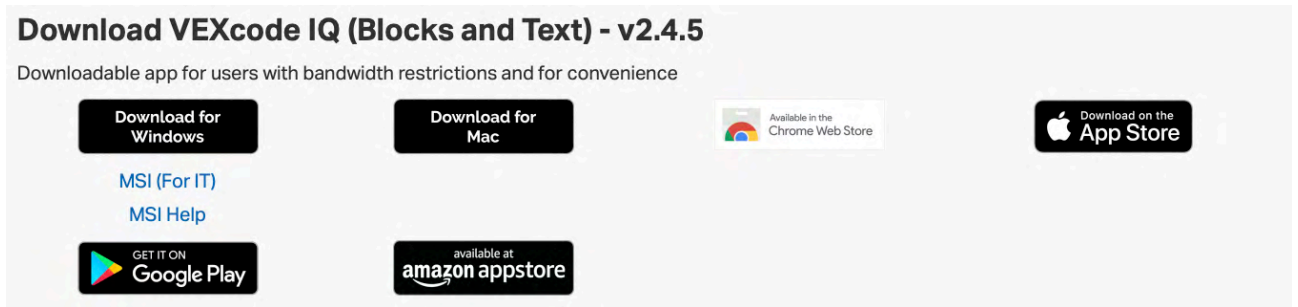 Download VEXcode IQ (Blocks and Text) - v2.4.5
Downloadable app for users with bandwidth restrictions and for convenience
Download for
Windows
Download for
Mac
Available in the
Chrome Web Store
Download on the
App Store
MSI (For IT)
MSI Help
GET IT ON
Google Play
available at
amazon appstore